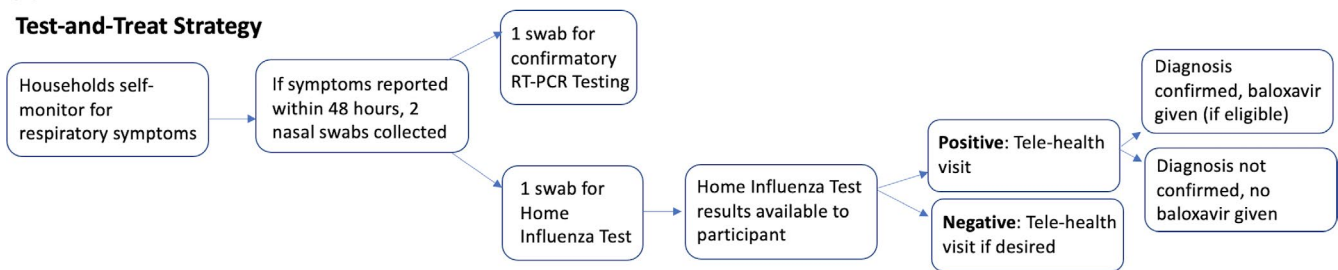 Test-and-Treat Strategy
Households self-
monitor for
respiratory symptoms
If symptoms reported
within 48 hours, 2
nasal swabs collected
1 swab for
confirmatory
RT-PCR Testing
1 swab for
Home
Influenza Test
Home Influenza Test
results available to
participant
Positive: Tele-health
visit
Negative: Tele-health
visit if desired
Diagnosis
confirmed, baloxavir
given (if eligible)
Diagnosis not
confirmed, no
baloxavir given